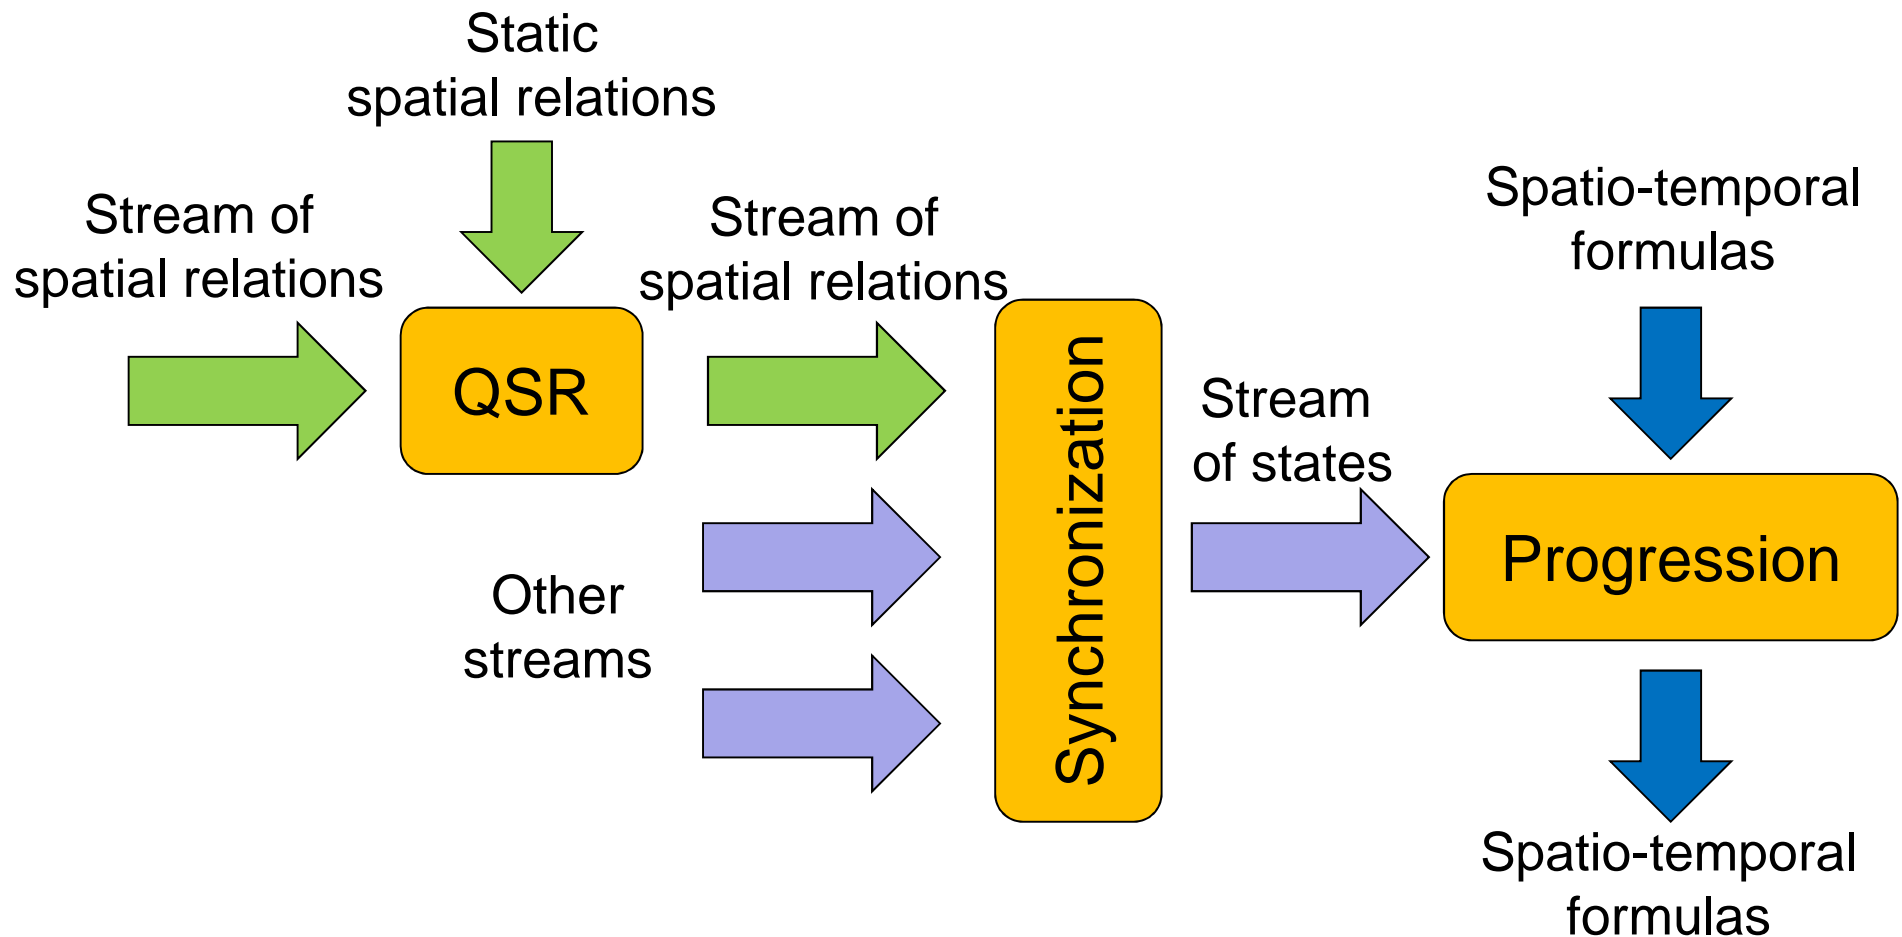 Static
spatial relations
Stream of
spatial relations
QSR
Stream of
spatial relations
Other
streams
Synchronization
Stream
of states
Spatio-temporal
formulas
Progression
Spatio-temporal
formulas